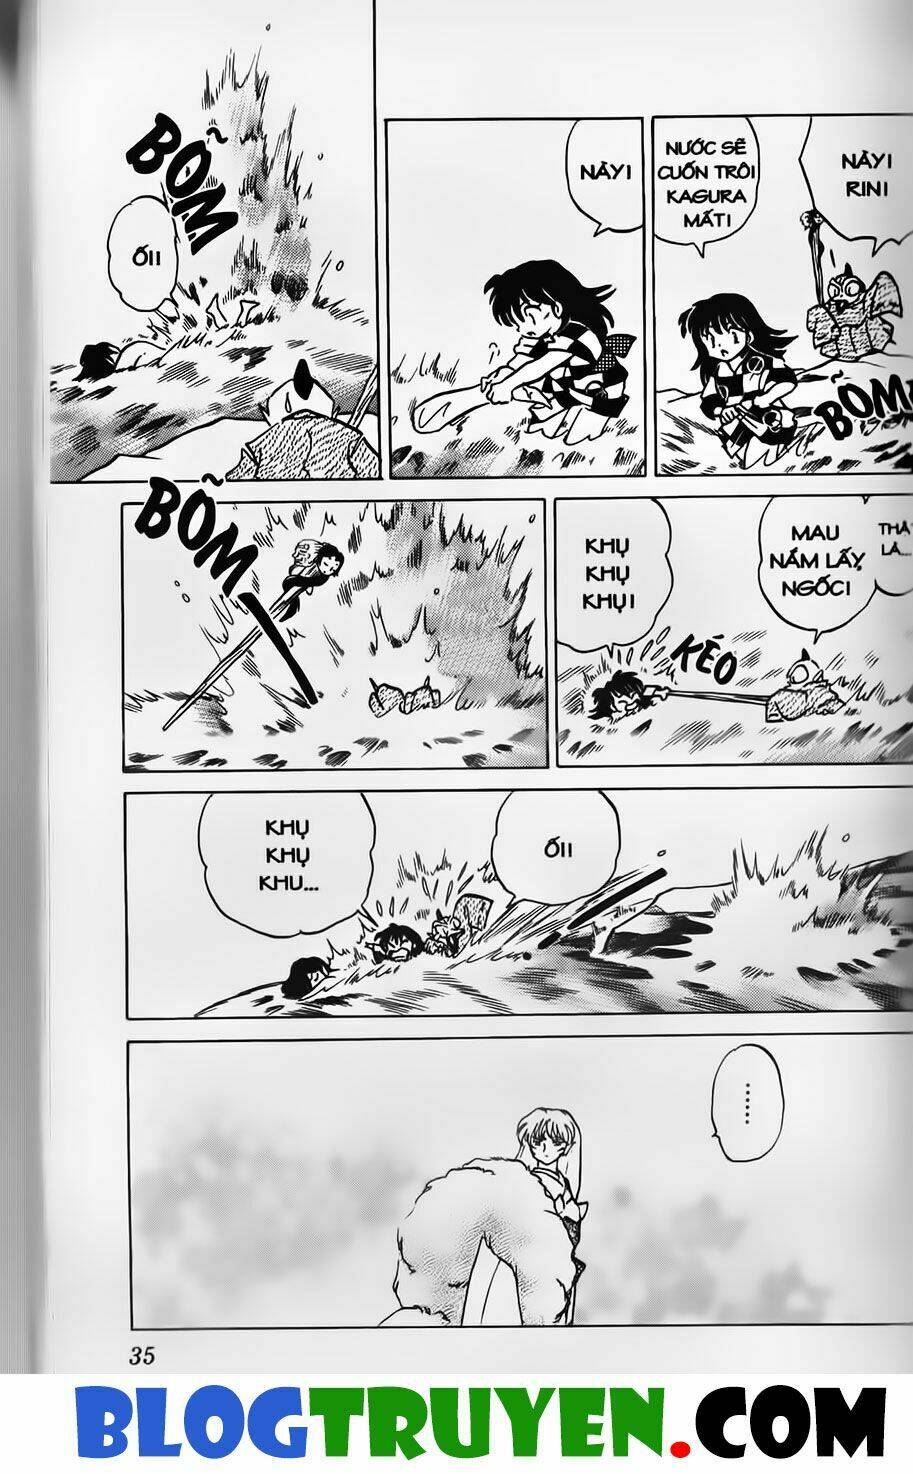 NÀY!
RIN!
NƯỚC SẼ
CUỐN TRÔI
KAGURA
MẤT!
BÕM
NÀY!
BÕM
ỐI!
THẬ
LÀ...
MAU
NẮM LẤY,
NGỐC!
KÉO
KHỤ
KHỤ
KHỤ!
BÕM
ỐI!
KHỤ
KHỤ
KHU...
........
35
BLOGTRUYEN.COM